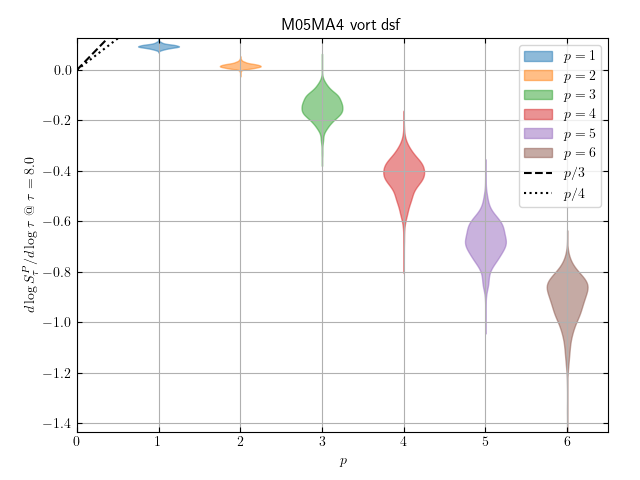 M05MA4 vort dsf
d log S_τ^P / d log τ @ τ = 8.0
0.0
−0.2
−0.4
−0.6
−0.8
−1.0
−1.2
−1.4
p = 1
p = 2
p = 3
p = 4
p = 5
p = 6
p/3
p/4
0 1 2 3 4 5 6
p